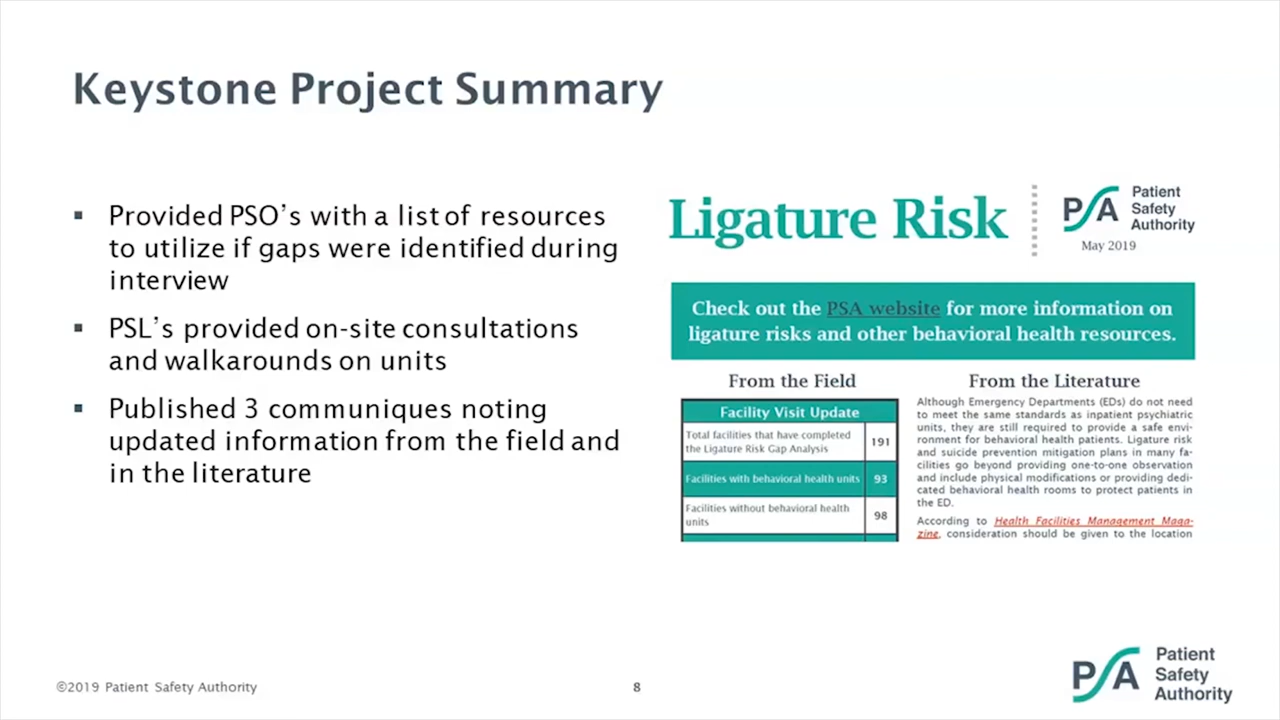 Keystone Project Summary
▪ Provided PSO’s with a list of resources
to utilize if gaps were identified during
interview
▪ PSL’s provided on-site consultations
and walkarounds on units
▪ Published 3 communiques noting
updated information from the field and
in the literature
Ligature Risk
PSA
Patient
Safety
Authority
May 2019
Check out the PSA website for more information on
ligature risks and other behavioral health resources.
From the Field
Facility Visit Update
Total facilities that have completed
the Ligature Risk Gap Analysis
191
Facilities with behavioral health units
93
Facilities without behavioral health
units
98
From the Literature
Although Emergency Departments (EDs) do not need
to meet the same standards as inpatient psychiatric
units, they are still required to provide a safe envi-
ronment for behavioral health patients. Ligature risk
and suicide prevention mitigation plans in many fa-
cilities go beyond providing one-to-one observation
and include physical modifications or providing dedi-
cated behavioral health rooms to protect patients in
the ED.
According to Health Facilities Management Maga-
zine, consideration should be given to the location
©2019 Patient Safety Authority
8
PSA
Patient
Safety
Authority